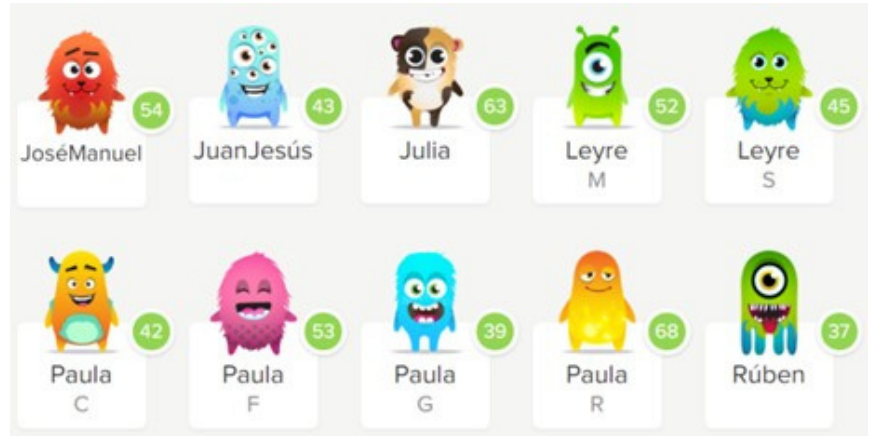 54
43
63
52
45
JoséManuel
JuanJesús
Julia
Leyre
Leyre
M
S
42
53
39
68
37
Paula
Paula
Paula
Paula
Rúben
C
F
G
R